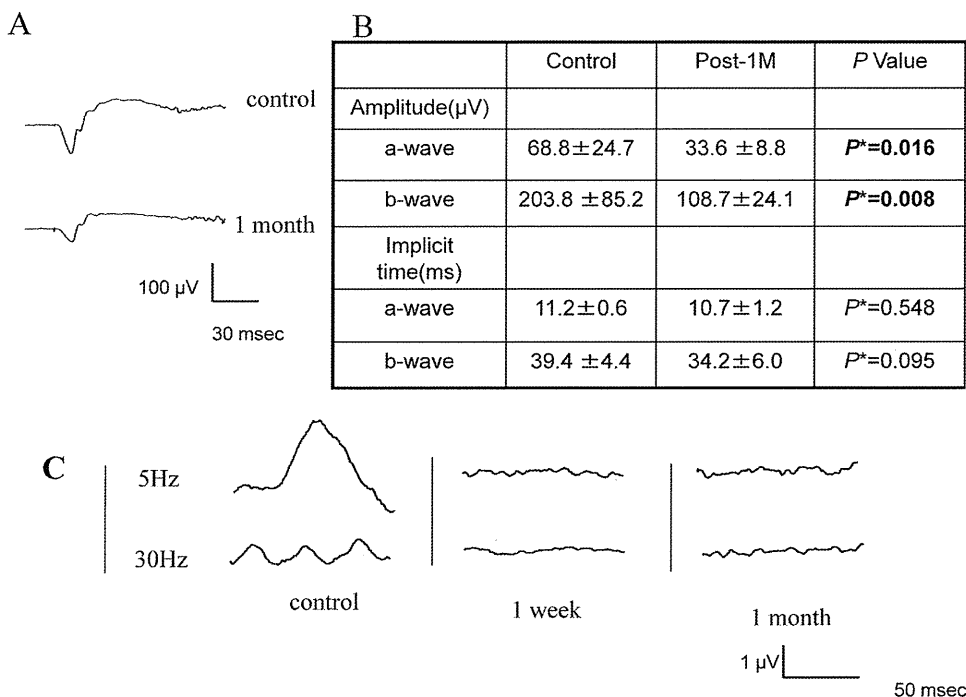 A
control
1 month
100 µV
30 msec
B
Control Post-1M P Value
Amplitude(µV)
a-wave 68.8±24.7 33.6 ±8.8 P*=0.016
b-wave 203.8 ±85.2 108.7±24.1 P*=0.008
Implicit
time(ms)
a-wave 11.2±0.6 10.7±1.2 P*=0.548
b-wave 39.4 ±4.4 34.2±6.0 P*=0.095
C
5Hz
30Hz
control
1 week
1 month
1 µV
50 msec